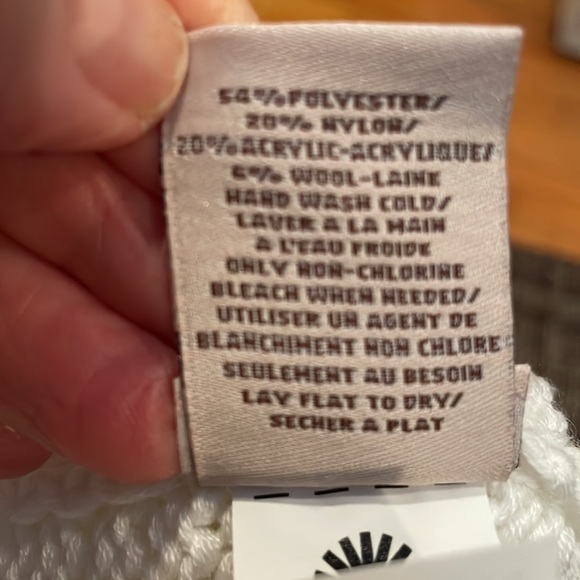 54% POLYESTER/
20% NYLON/
20% ACRYLIC-ACRYLIQUE/
6% WOOL-LAINE
HAND WASH COLD/
LAVER A LA MAIN
A L'EAU FROIDE
ONLY NON-CHLORINE
BLEACH WHEN NEEDED/
UTILISER UN AGENT DE
BLANCHIMENT NON CHLORE
SEULEMENT AU BESOIN
LAY FLAT TO DRY/
SECHER A PLAT